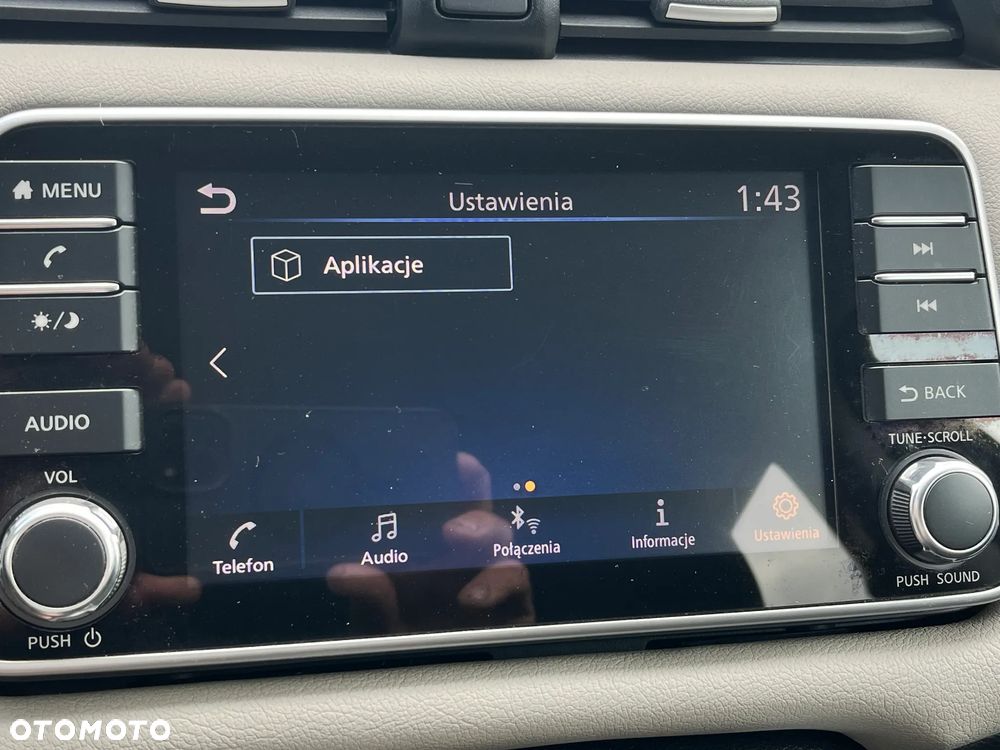 MENU
Ustawienia
1:43
Aplikacje
AUDIO
BACK
TUNE·SCROLL
VOL
Telefon
Audio
Połączenia
Informacje
Ustawienia
PUSH
PUSH SOUND
OTOMOTO